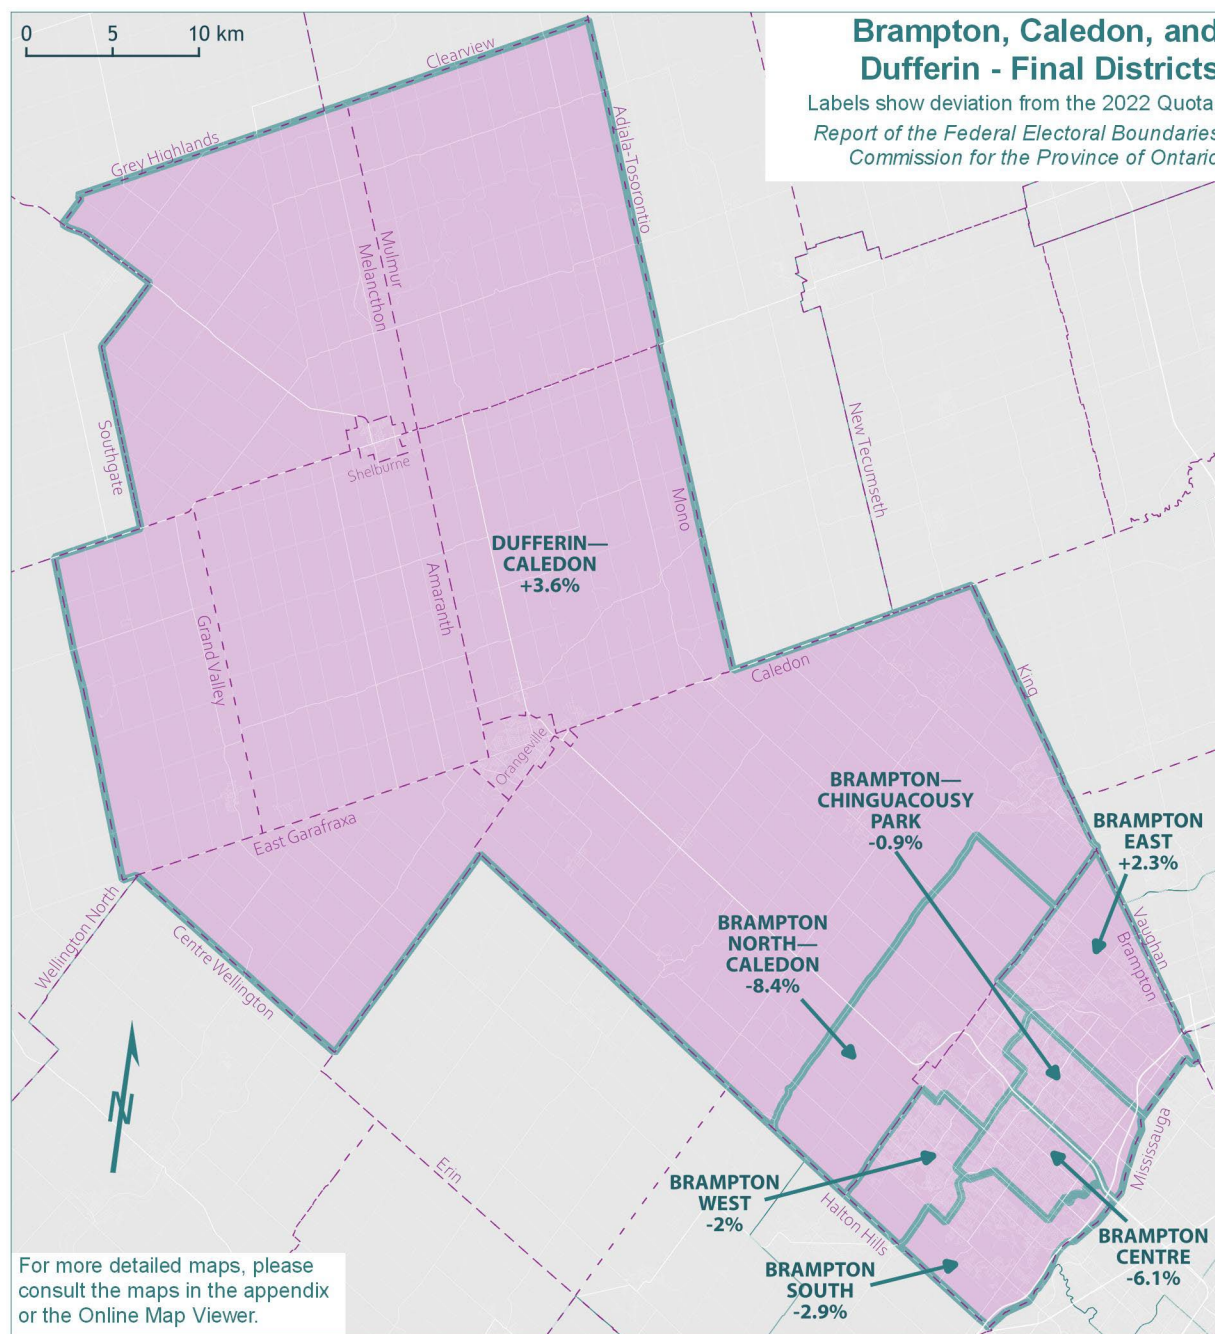 0 5 10 km
Brampton, Caledon, and
Dufferin - Final Districts
Labels show deviation from the 2022 Quota.
Report of the Federal Electoral Boundaries
Commission for the Province of Ontario
Clearview
Grey Highlands
Adjala-Tosorontio
Mulmur
Melancthon
Southgate
Shelburne
New Tecumseth
Mono
DUFFERIN—
CALEDON
+3.6%
Amaranth
Grand Valley
Caledon
King
Orangeville
East Garafraxa
BRAMPTON—
CHINGUACOUSY
PARK
-0.9%
BRAMPTON
EAST
+2.3%
Wellington North
Centre Wellington
BRAMPTON
NORTH—
CALEDON
-8.4%
Vaughan
Brampton
N
Mississauga
Erin
BRAMPTON
WEST
-2%
Halton Hills
BRAMPTON
CENTRE
-6.1%
BRAMPTON
SOUTH
-2.9%
For more detailed maps, please
consult the maps in the appendix
or the Online Map Viewer.